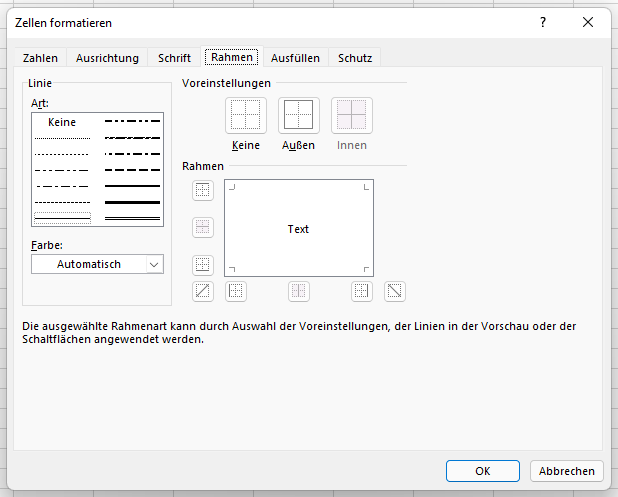 Zellen formatieren
Zahlen Ausrichtung Schrift Rahmen Ausfüllen Schutz
Linie
Art:
Keine
Farbe:
Automatisch
Voreinstellungen
Keine Außen Innen
Rahmen
Text
Die ausgewählte Rahmenart kann durch Auswahl der Voreinstellungen, der Linien in der Vorschau oder der
Schaltflächen angewendet werden.
OK Abbrechen